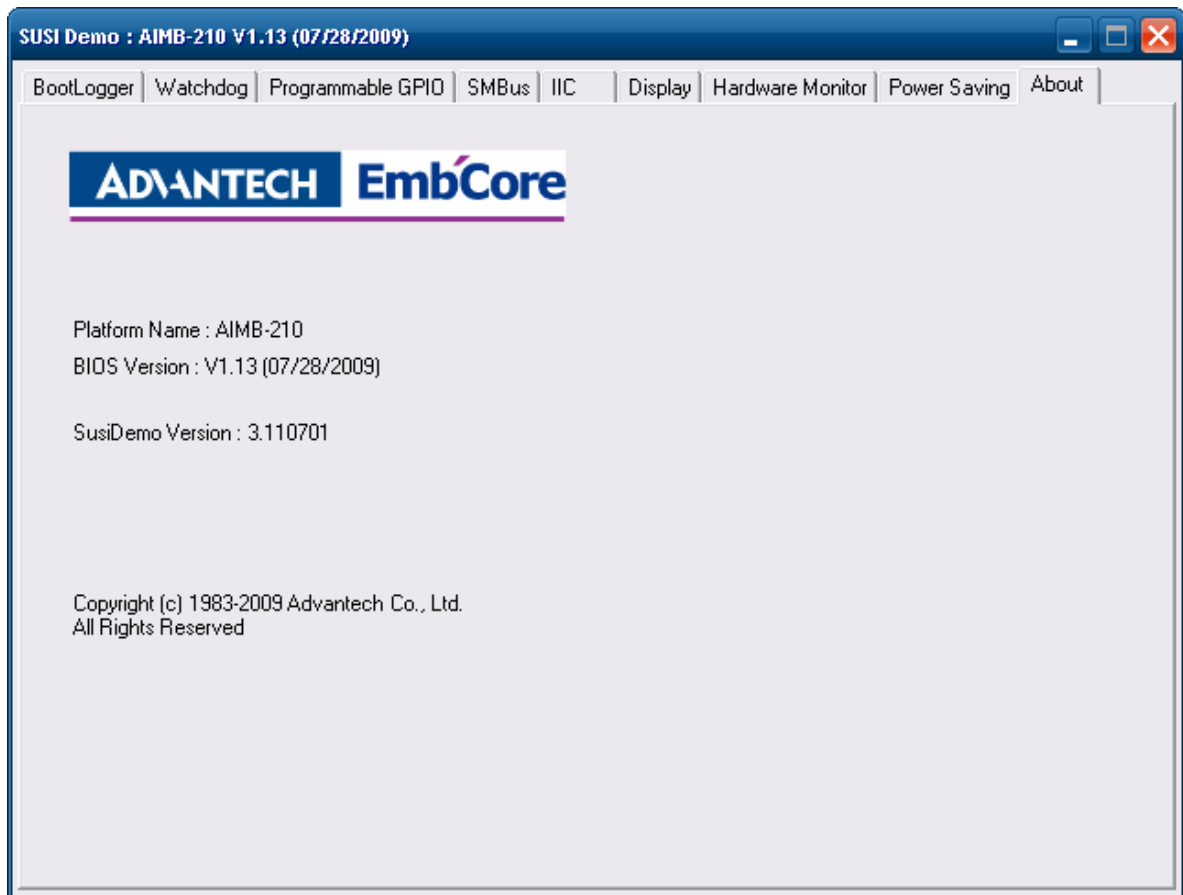 SUSI Demo : AIMB-210 V1.13 (07/28/2009)
BootLogger Watchdog Programmable GPIO SMBus IIC Display Hardware Monitor Power Saving About
ADVANTECH EmbCore
Platform Name : AIMB-210
BIOS Version : V1.13 (07/28/2009)
SusiDemo Version : 3.110701
Copyright (c) 1983-2009 Advantech Co., Ltd.
All Rights Reserved